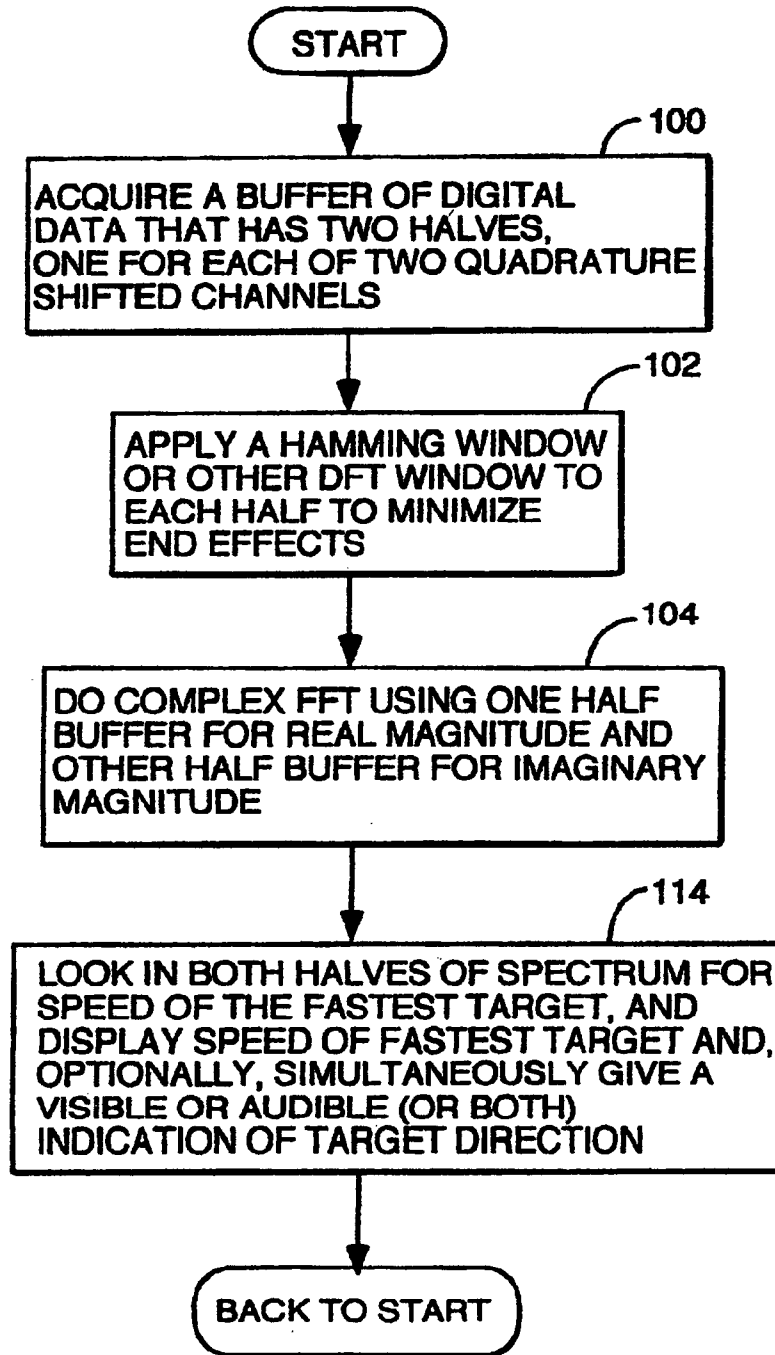 START
100
ACQUIRE A BUFFER OF DIGITAL
DATA THAT HAS TWO HALVES,
ONE FOR EACH OF TWO QUADRATURE
SHIFTED CHANNELS
102
APPLY A HAMMING WINDOW
OR OTHER DFT WINDOW TO
EACH HALF TO MINIMIZE
END EFFECTS
104
DO COMPLEX FFT USING ONE HALF
BUFFER FOR REAL MAGNITUDE AND
OTHER HALF BUFFER FOR IMAGINARY
MAGNITUDE
114
LOOK IN BOTH HALVES OF SPECTRUM FOR
SPEED OF THE FASTEST TARGET, AND
DISPLAY SPEED OF FASTEST TARGET AND,
OPTIONALLY, SIMULTANEOUSLY GIVE A
VISIBLE OR AUDIBLE (OR BOTH)
INDICATION OF TARGET DIRECTION
BACK TO START